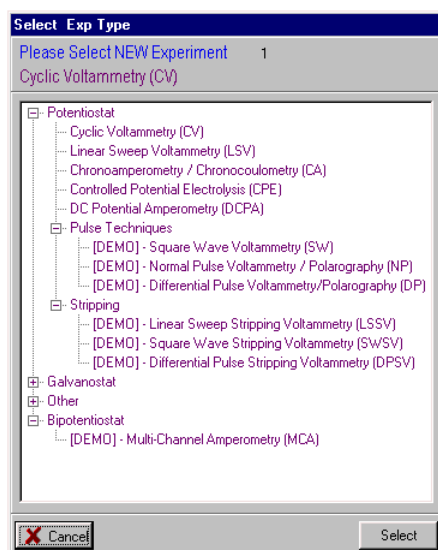 Select Exp Type
Please Select NEW Experiment 1
Cyclic Voltammetry (CV)
Potentiostat
Cyclic Voltammetry (CV)
Linear Sweep Voltammetry (LSV)
Chronoamperometry / Chronocoulometry (CA)
Controlled Potential Electrolysis (CPE)
DC Potential Amperometry (DCPA)
Pulse Techniques
[DEMO] - Square Wave Voltammetry (SW)
[DEMO] - Normal Pulse Voltammetry / Polarography (NP)
[DEMO] - Differential Pulse Voltammetry/Polarography (DP)
Stripping
[DEMO] - Linear Sweep Stripping Voltammetry (LSSV)
[DEMO] - Square Wave Stripping Voltammetry (SWSV)
[DEMO] - Differential Pulse Stripping Voltammetry (DPSV)
Galvanostat
Other
Bipotentiostat
[DEMO] - Multi-Channel Amperometry (MCA)
Cancel Select